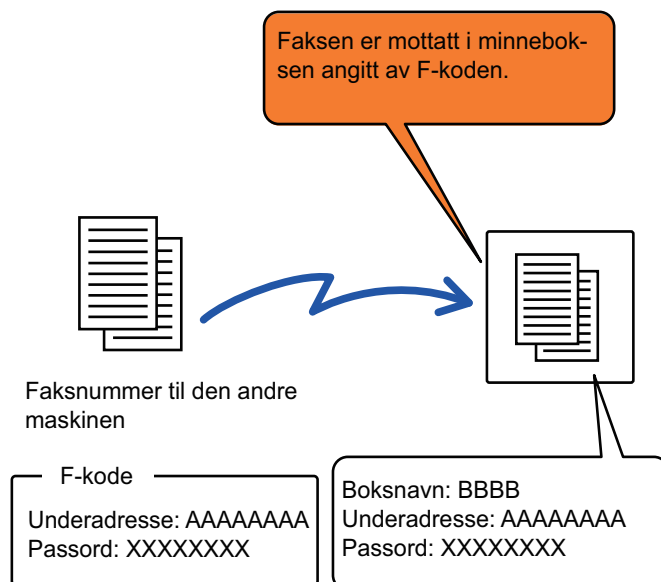 Faksen er mottatt i minnebok-
sen angitt av F-koden.
Faksnummer til den andre
maskinen
F-kode
Underadresse: AAAAAAAA
Passord: XXXXXXXX
Boksnavn: BBBB
Underadresse: AAAAAAAA
Passord: XXXXXXXX